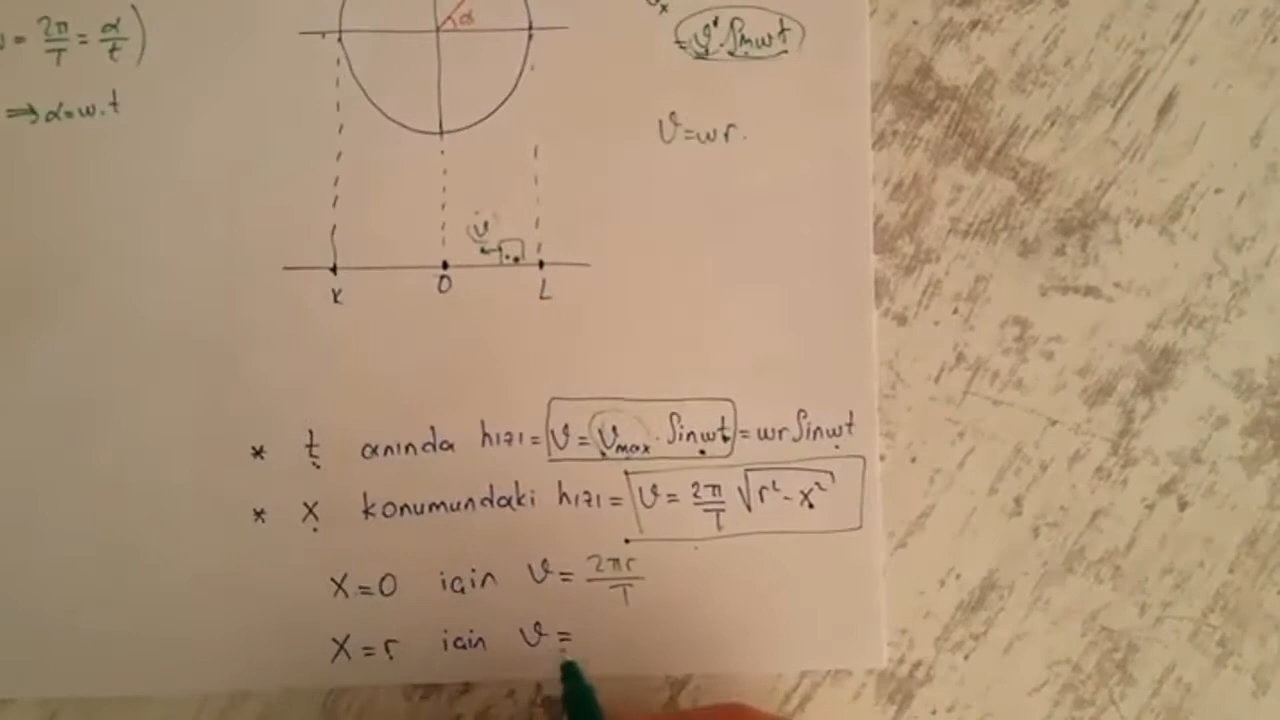 = 2π/T = α/t)
⇒ α=w.t
α
x
=v.Sinwt
V=wr.
v
K O L
* t anında hızı= V = Vmax . Sinwt = wr Sinwt
* X konumundaki hızı= V = 2π/T √r²-x²
X=0 için V= 2πr/T
X=r için V=